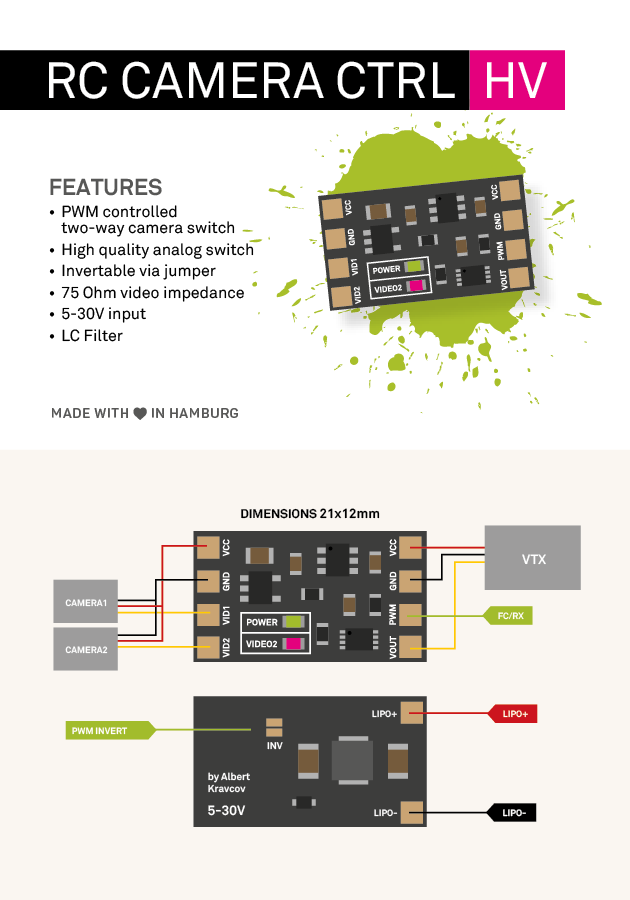 RC CAMERA CTRL HV
FEATURES
• PWM controlled
two-way camera switch
• High quality analog switch
• Invertable via jumper
• 75 Ohm video impedance
• 5-30V input
• LC Filter
VCC
GND
VID1
VID2
POWER
VIDEO2
VCC
GND
PWM
VOUT
MADE WITH ♥ IN HAMBURG
DIMENSIONS 21x12mm
CAMERA1
CAMERA2
VCC
GND
VID1
VID2
POWER
VIDEO2
VCC
GND
PWM
VOUT
VTX
FC/RX
PWM INVERT
INV
by Albert
Kravcov
5-30V
LIPO+
LIPO+
LIPO-
LIPO-